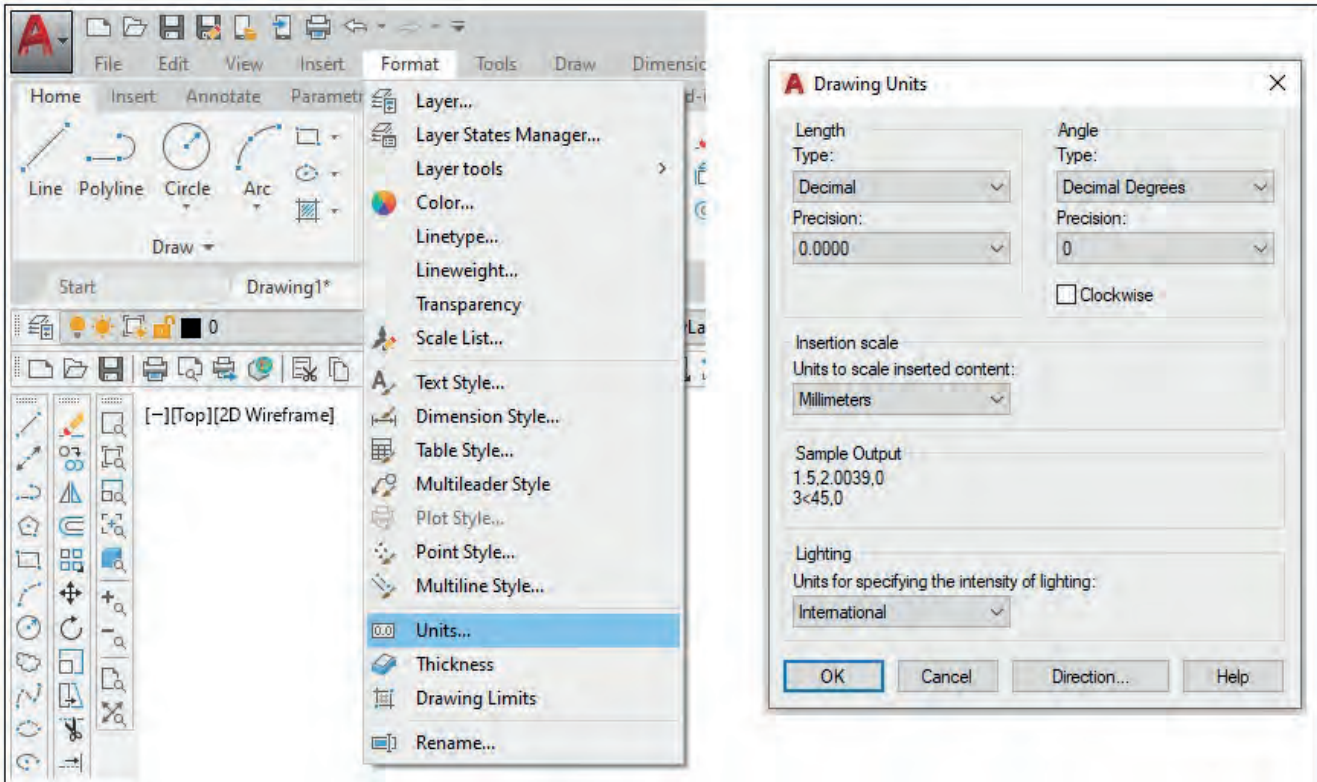 File Edit View Insert Format Tools Draw Dimensic
Home Insert Annotate Parametr
Line Polyline Circle Arc
Draw
Start Drawing1*
0
[−][Top][2D Wireframe]
Layer...
Layer States Manager...
Layer tools
Color...
Linetype...
Lineweight...
Transparency
Scale List...
Text Style...
Dimension Style...
Table Style...
Multileader Style
Plot Style...
Point Style...
Multiline Style...
0.0 Units...
Thickness
Drawing Limits
Rename...
A Drawing Units
Length
Type:
Decimal
Precision:
0.0000
Angle
Type:
Decimal Degrees
Precision:
0
Clockwise
Insertion scale
Units to scale inserted content:
Millimeters
Sample Output
1.5,2.0039,0
3<45,0
Lighting
Units for specifying the intensity of lighting:
International
OK Cancel Direction... Help